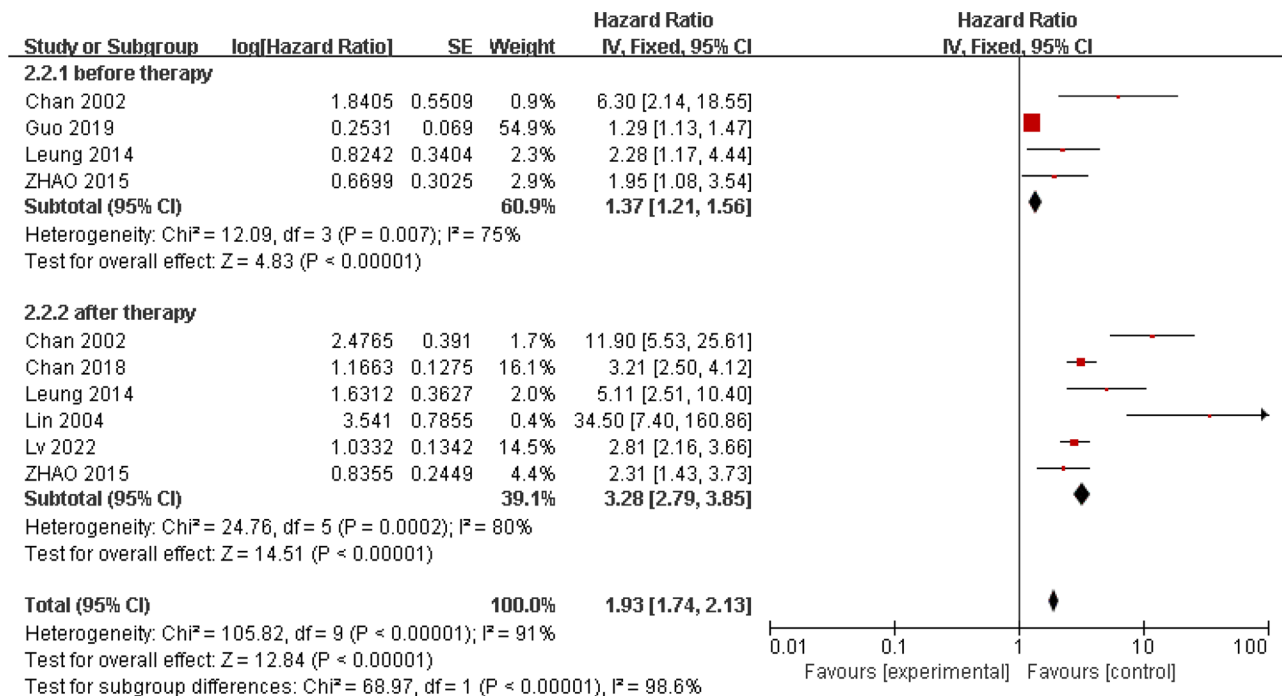 Hazard Ratio Hazard Ratio
Study or Subgroup log[Hazard Ratio] SE Weight IV, Fixed, 95% CI IV, Fixed, 95% CI
2.2.1 before therapy
Chan 2002 1.8405 0.5509 0.9% 6.30 [2.14, 18.55]
Guo 2019 0.2531 0.069 54.9% 1.29 [1.13, 1.47]
Leung 2014 0.8242 0.3404 2.3% 2.28 [1.17, 4.44]
ZHAO 2015 0.6699 0.3025 2.9% 1.95 [1.08, 3.54]
Subtotal (95% CI) 60.9% 1.37 [1.21, 1.56]
Heterogeneity: Chi² = 12.09, df = 3 (P = 0.007); I² = 75%
Test for overall effect: Z = 4.83 (P < 0.00001)
2.2.2 after therapy
Chan 2002 2.4765 0.391 1.7% 11.90 [5.53, 25.61]
Chan 2018 1.1663 0.1275 16.1% 3.21 [2.50, 4.12]
Leung 2014 1.6312 0.3627 2.0% 5.11 [2.51, 10.40]
Lin 2004 3.541 0.7855 0.4% 34.50 [7.40, 160.86]
Lv 2022 1.0332 0.1342 14.5% 2.81 [2.16, 3.66]
ZHAO 2015 0.8355 0.2449 4.4% 2.31 [1.43, 3.73]
Subtotal (95% CI) 39.1% 3.28 [2.79, 3.85]
Heterogeneity: Chi² = 24.76, df = 5 (P = 0.0002); I² = 80%
Test for overall effect: Z = 14.51 (P < 0.00001)
Total (95% CI) 100.0% 1.93 [1.74, 2.13]
Heterogeneity: Chi² = 105.82, df = 9 (P < 0.00001); I² = 91%
Test for overall effect: Z = 12.84 (P < 0.00001)
Test for subgroup differences: Chi² = 68.97, df = 1 (P < 0.00001), I² = 98.6%
0.01 0.1 1 10 100
Favours [experimental] Favours [control]